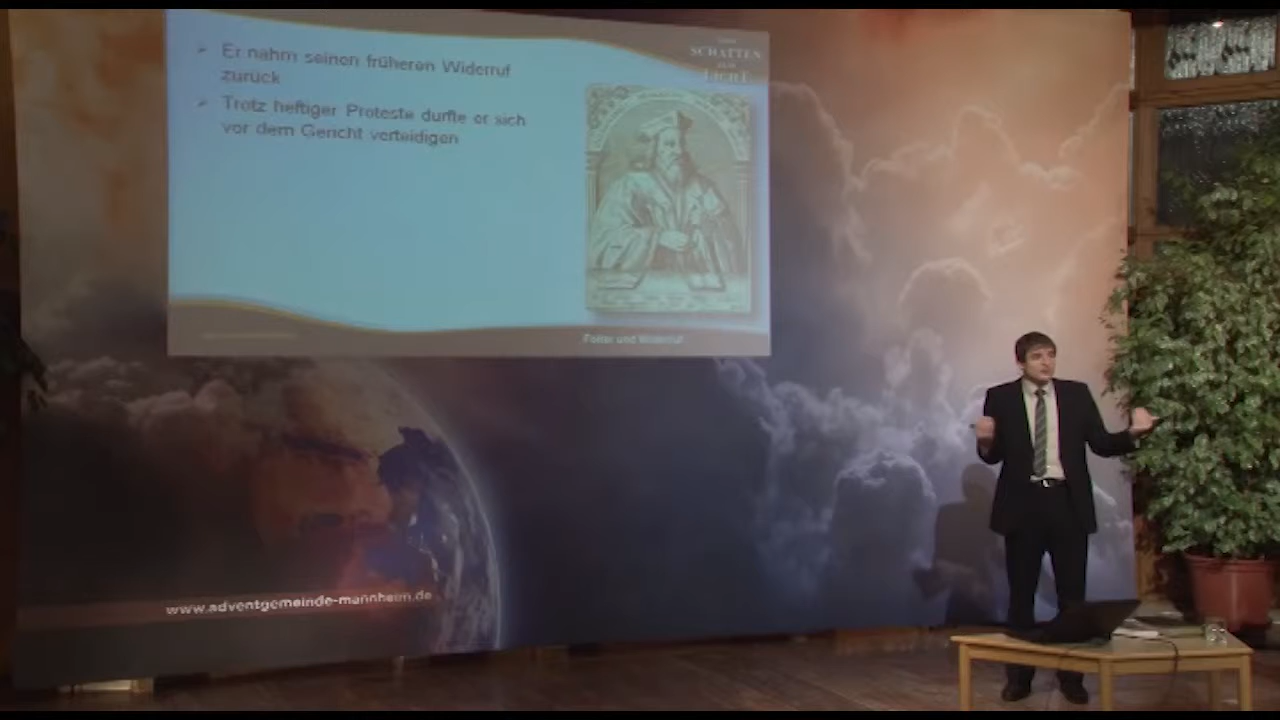 Er nahm seinen früheren Widerruf
zurück
Trotz heftiger Proteste durfte er sich
vor dem Gericht verteidigen
SCHATTEN
LICHT
Folter und Widerruf
www.adventgemeinde-mannheim.de